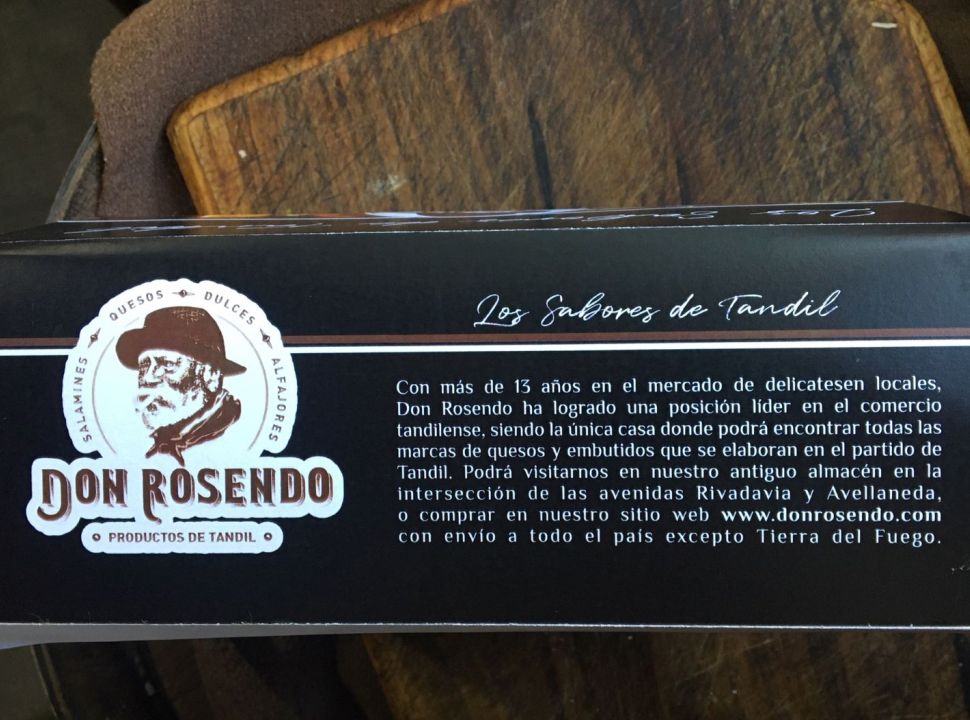 Los Sabores de Tandil
QUESOS DULCES
SALAMINES
ALFAJORES
DON ROSENDO
PRODUCTOS DE TANDIL
Con más de 13 años en el mercado de delicatesen locales,
Don Rosendo ha logrado una posición líder en el comercio
tandilense, siendo la única casa donde podrá encontrar todas las
marcas de quesos y embutidos que se elaboran en el partido de
Tandil. Podrá visitarnos en nuestro antiguo almacén en la
intersección de las avenidas Rivadavia y Avellaneda,
o comprar en nuestro sitio web www.donrosendo.com
con envío a todo el país excepto Tierra del Fuego.